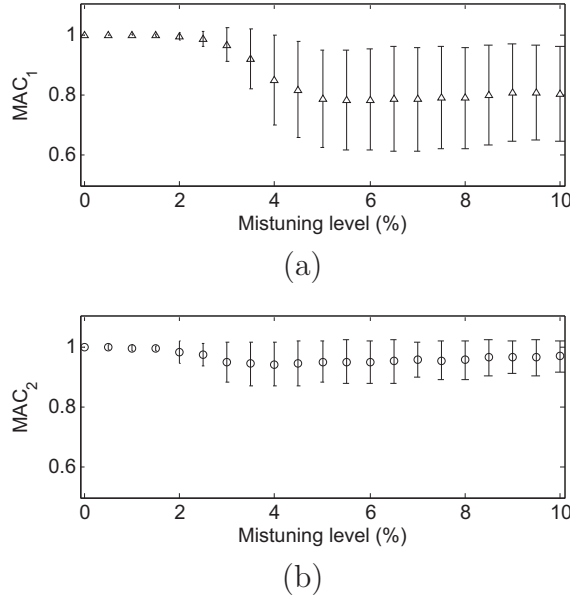 MAC1
1
0.8
0.6
0 2 4 6 8 10
Mistuning level (%)
(a)
MAC2
1
0.8
0.6
0 2 4 6 8 10
Mistuning level (%)
(b)